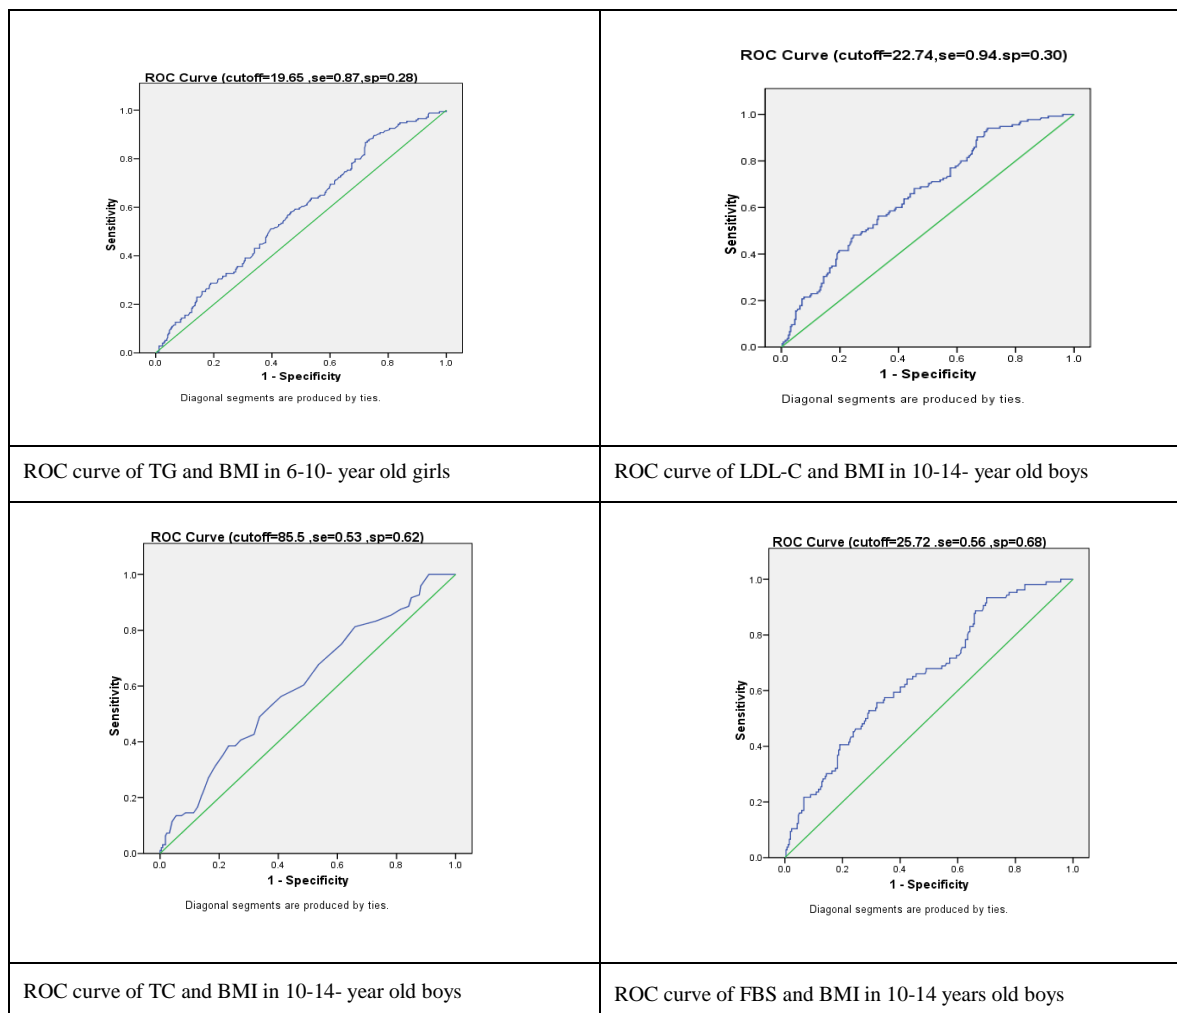 ROC Curve (cutoff=19.65 ,se=0.87,sp=0.28)
1.0
0.8
0.6
0.4
0.2
0.0
Sensitivity
0.0 0.2 0.4 0.6 0.8 1.0
1 - Specificity
Diagonal segments are produced by ties.
ROC Curve (cutoff=22.74,se=0.94.sp=0.30)
1.0
0.8
0.6
0.4
0.2
0.0
Sensitivity
0.0 0.2 0.4 0.6 0.8 1.0
1 - Specificity
Diagonal segments are produced by ties.
ROC curve of TG and BMI in 6-10- year old girls
ROC curve of LDL-C and BMI in 10-14- year old boys
ROC Curve (cutoff=85.5 ,se=0.53 ,sp=0.62)
1.0
0.8
0.6
0.4
0.2
0.0
Sensitivity
0.0 0.2 0.4 0.6 0.8 1.0
1 - Specificity
Diagonal segments are produced by ties.
ROC Curve (cutoff=25.72 .se=0.56 ,sp=0.68)
1.0
0.8
0.6
0.4
0.2
0.0
Sensitivity
0.0 0.2 0.4 0.6 0.8 1.0
1 - Specificity
Diagonal segments are produced by ties.
ROC curve of TC and BMI in 10-14- year old boys
ROC curve of FBS and BMI in 10-14 years old boys